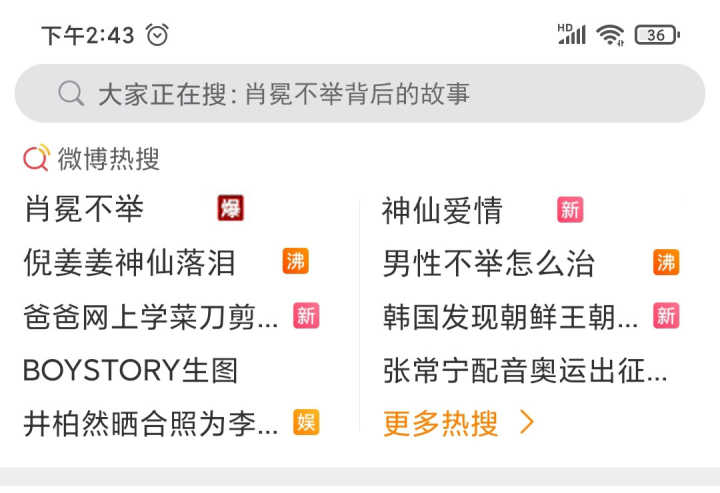 下午2:43
HD
36
大家正在搜:肖冕不举背后的故事
微博热搜
肖冕不举 爆
神仙爱情 新
倪姜姜神仙落泪 沸
男性不举怎么治 沸
爸爸网上学菜刀剪... 新
韩国发现朝鲜王朝... 新
BOYSTORY生图
张常宁配音奥运出征...
井柏然晒合照为李... 娱
更多热搜